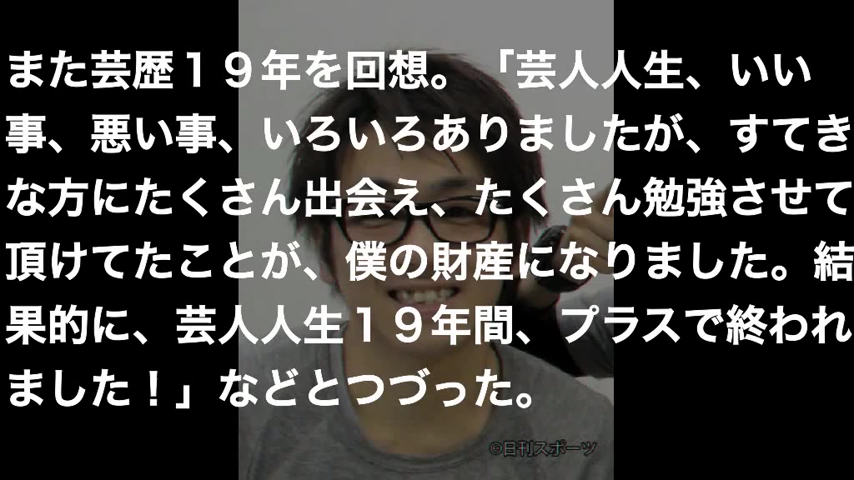 また芸歴１９年を回想。「芸人人生、いい
事、悪い事、いろいろありましたが、すてき
な方にたくさん出会え、たくさん勉強させて
頂けてたことが、僕の財産になりました。結
果的に、芸人人生１９年間、プラスで終われ
ました！」などとつづった。
©日刊スポーツ